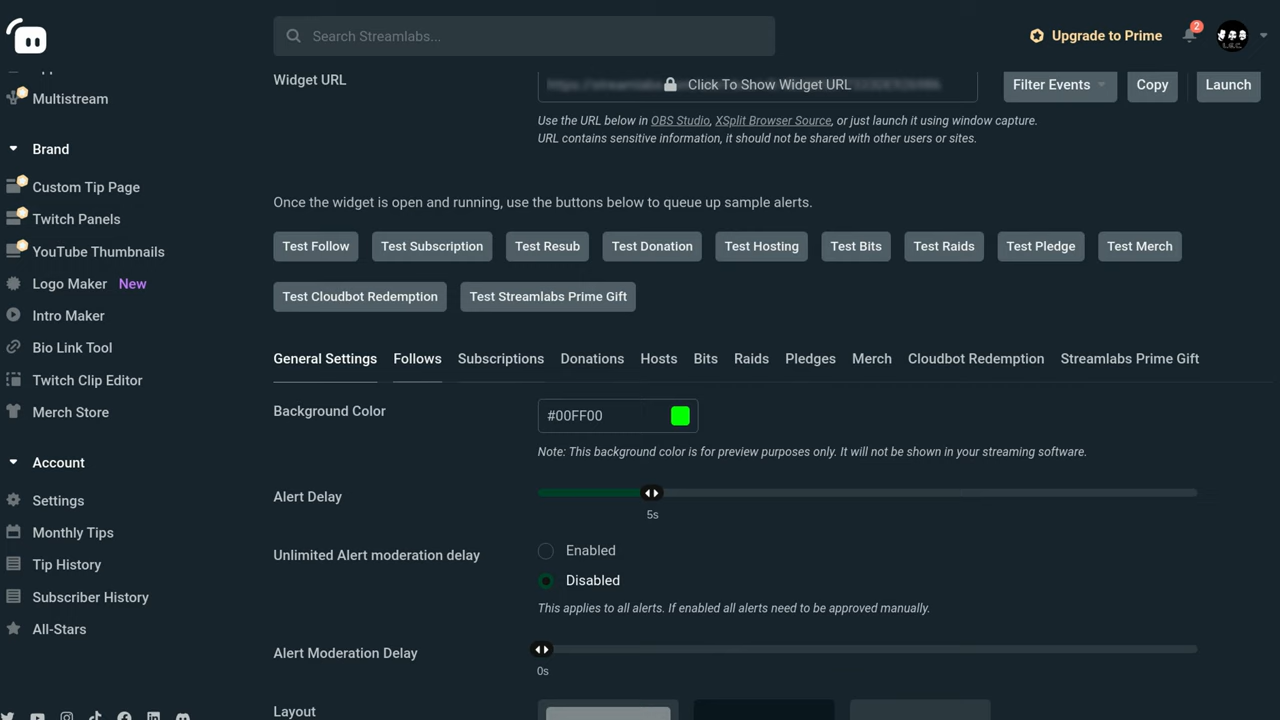 Search Streamlabs...
Upgrade to Prime
2
Multistream
Brand
Custom Tip Page
Twitch Panels
YouTube Thumbnails
Logo Maker New
Intro Maker
Bio Link Tool
Twitch Clip Editor
Merch Store
Account
Settings
Monthly Tips
Tip History
Subscriber History
All-Stars
Widget URL
Click To Show Widget URL
Filter Events
Copy
Launch
Use the URL below in OBS Studio, XSplit Browser Source, or just launch it using window capture.
URL contains sensitive information, it should not be shared with other users or sites.
Once the widget is open and running, use the buttons below to queue up sample alerts.
Test Follow Test Subscription Test Resub Test Donation Test Hosting Test Bits Test Raids Test Pledge Test Merch
Test Cloudbot Redemption Test Streamlabs Prime Gift
General Settings Follows Subscriptions Donations Hosts Bits Raids Pledges Merch Cloudbot Redemption Streamlabs Prime Gift
Background Color
#00FF00
Note: This background color is for preview purposes only. It will not be shown in your streaming software.
Alert Delay
5s
Unlimited Alert moderation delay
Enabled
Disabled
This applies to all alerts. If enabled all alerts need to be approved manually.
Alert Moderation Delay
0s
Layout